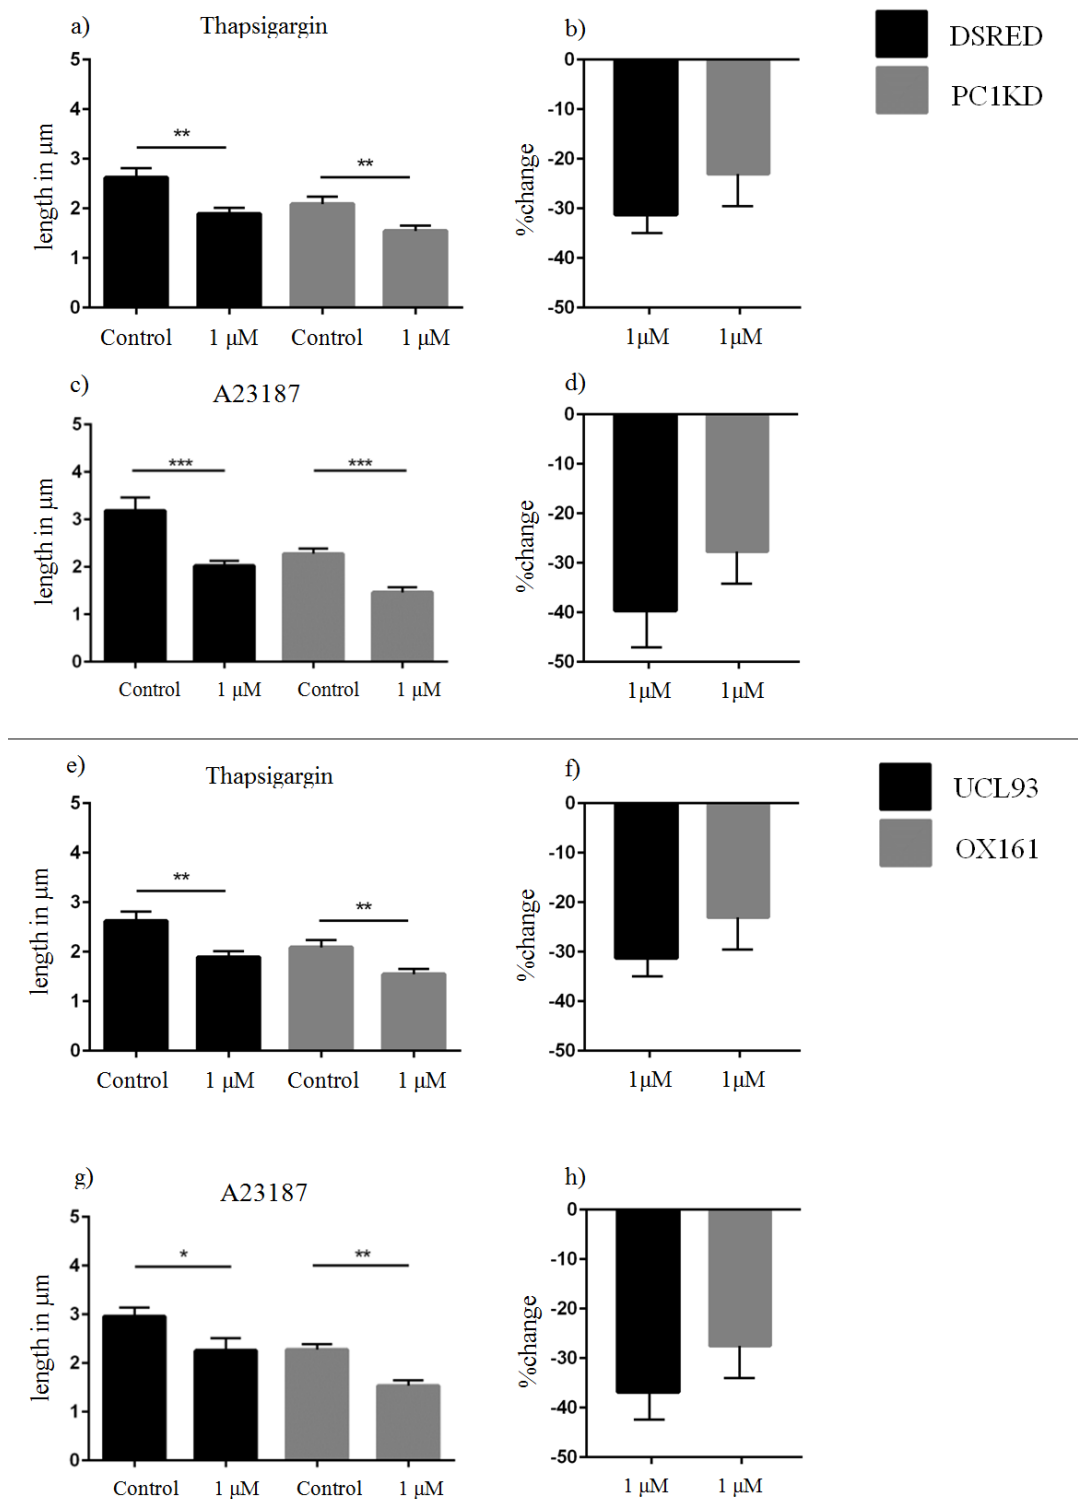 a)
Thapsigargin
b)
DSRED
PC1KD
length in µm
5
4
3
2
1
0
**
**
Control
1 µM
Control
1 µM
%change
0
-10
-20
-30
-40
-50
1µM
1µM
c)
A23187
d)
length in µm
5
4
3
2
1
0
***
***
Control
1 µM
Control
1 µM
%change
0
-10
-20
-30
-40
-50
1µM
1µM
e)
Thapsigargin
f)
UCL93
OX161
length in µm
5
4
3
2
1
0
**
**
Control
1 µM
Control
1 µM
%change
0
-10
-20
-30
-40
-50
1µM
1µM
g)
A23187
h)
length in µm
5
4
3
2
1
0
*
**
Control
1 µM
Control
1 µM
%change
0
-10
-20
-30
-40
-50
1 µM
1 µM